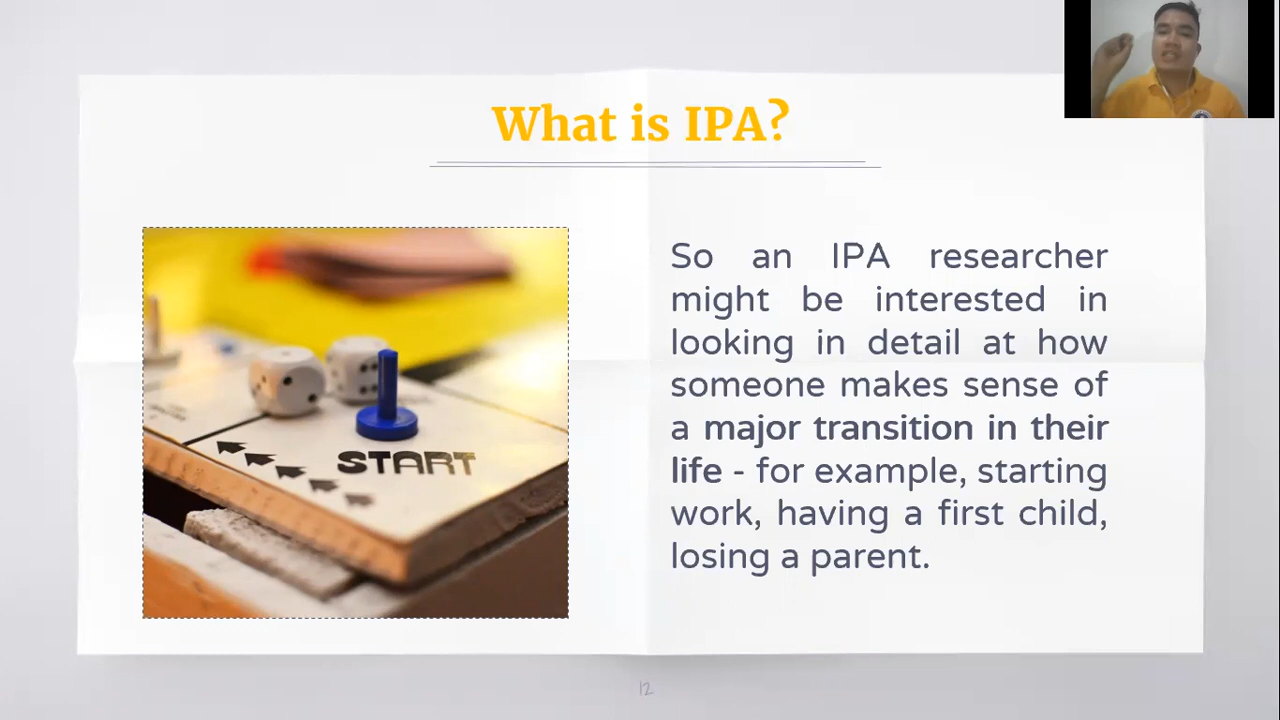 What is IPA?
So an IPA researcher
might be interested in
looking in detail at how
someone makes sense of
a major transition in their
life - for example, starting
work, having a first child,
losing a parent.
START
12